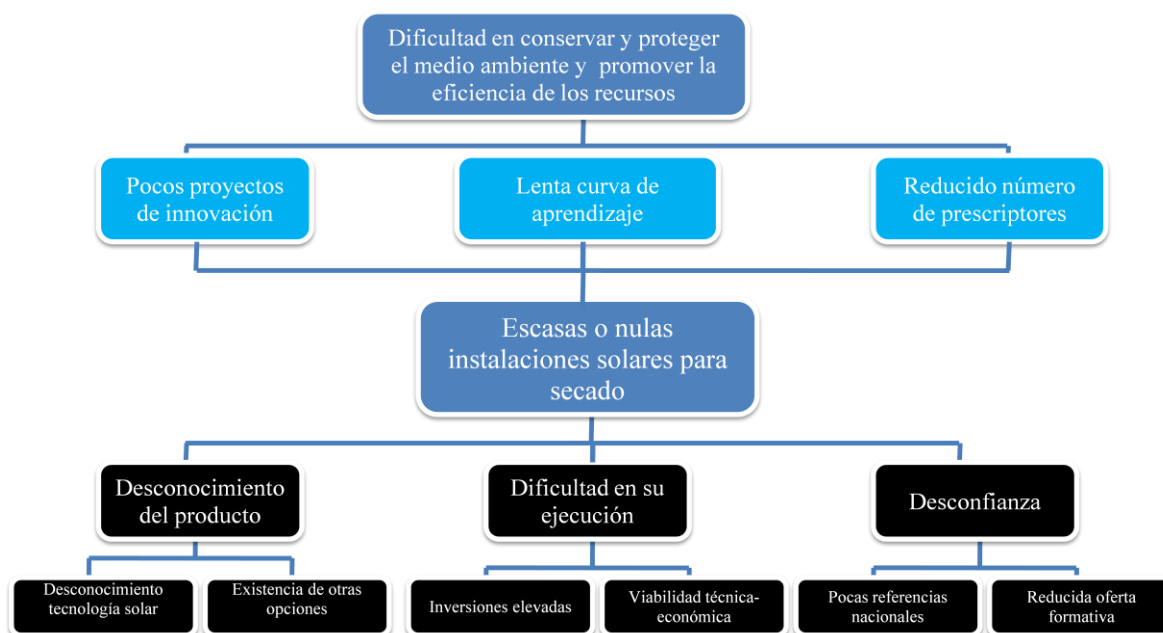 Dificultad en conservar y proteger
el medio ambiente y promover la
eficiencia de los recursos
Pocos proyectos
de innovación
Lenta curva de
aprendizaje
Reducido número
de prescriptores
Escasas o nulas
instalaciones solares para
secado
Desconocimiento
del producto
Dificultad en su
ejecución
Desconfianza
Desconocimiento
tecnología solar
Existencia de otras
opciones
Inversiones elevadas
Viabilidad técnica-
económica
Pocas referencias
nacionales
Reducida oferta
formativa